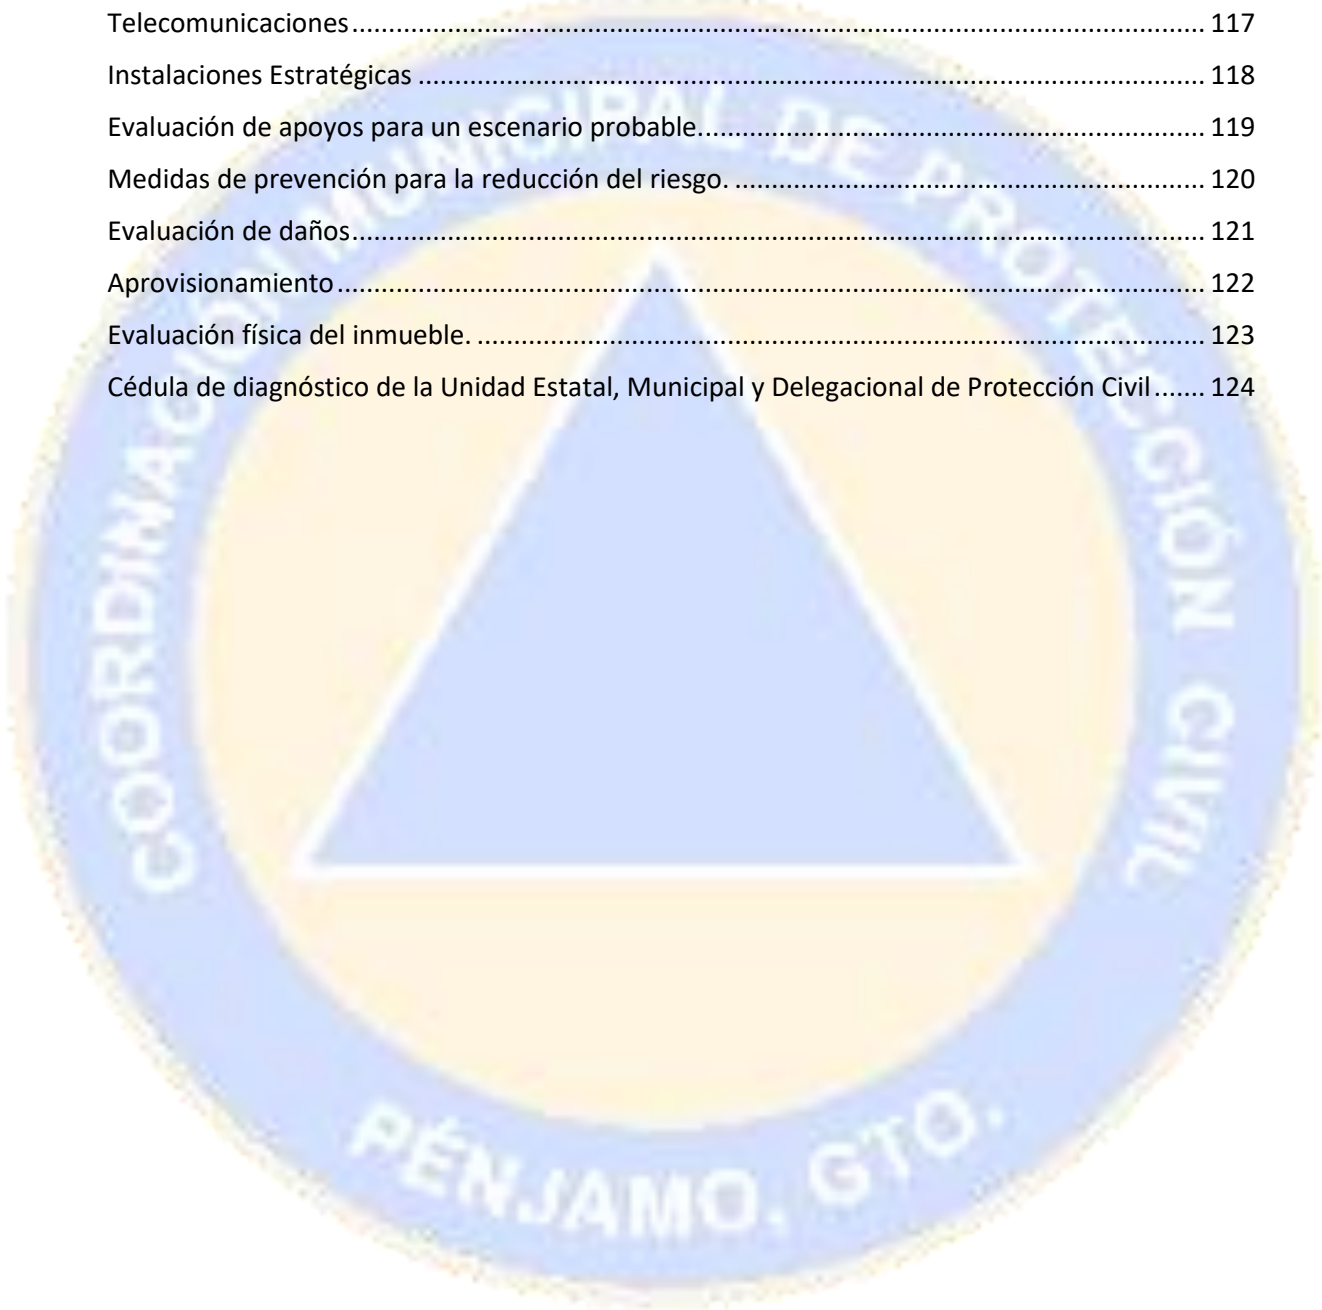 Telecomunicaciones.......................................................................................................... 117
Instalaciones Estratégicas .................................................................................................. 118
Evaluación de apoyos para un escenario probable............................................................... 119
Medidas de prevención para la reducción del riesgo. ........................................................... 120
Evaluación de daños.......................................................................................................... 121
Aprovisionamiento............................................................................................................ 122
Evaluación física del inmueble. ........................................................................................... 123
Cédula de diagnóstico de la Unidad Estatal, Municipal y Delegacional de Protección Civil....... 124
COORDINACION MUNICIPAL DE PROTECCIÓN CIVIL
PÉNJAMO, GTO.